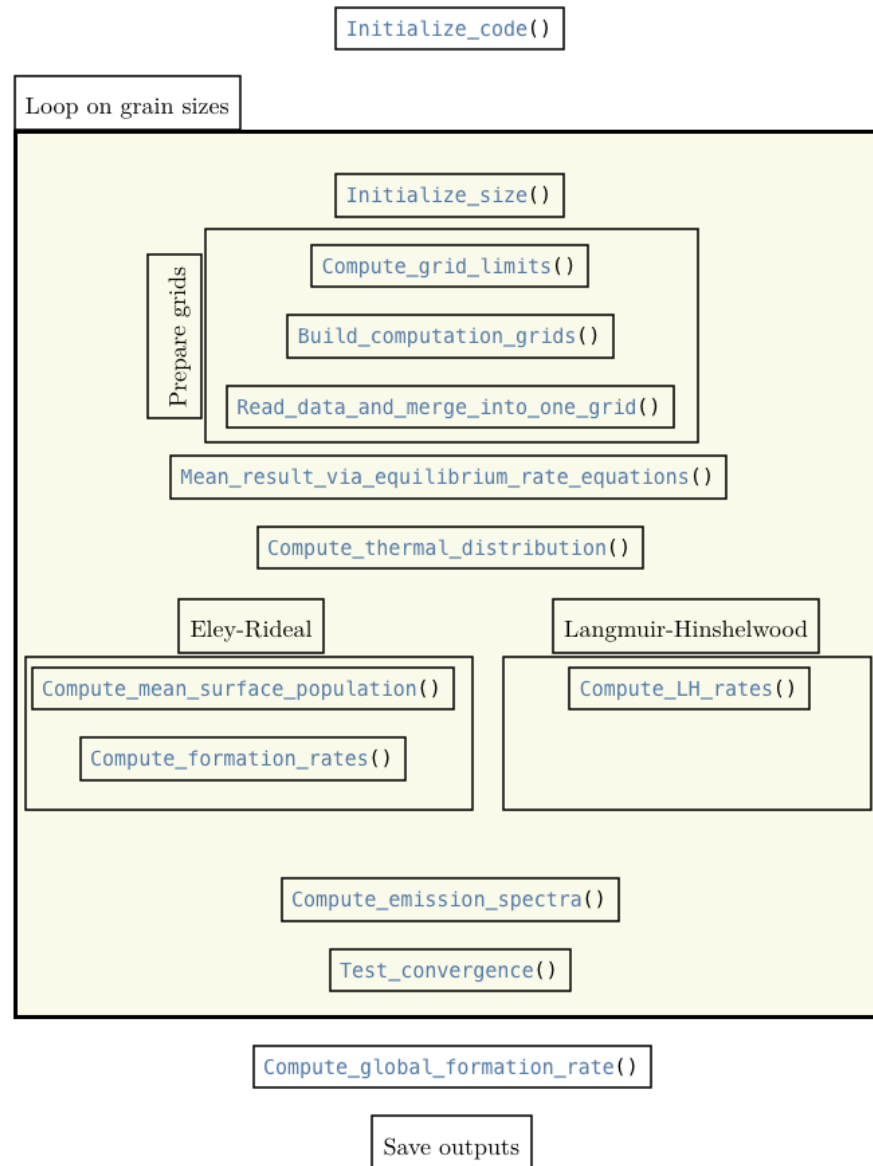 Initialize_code()
Loop on grain sizes
Initialize_size()
Prepare grids
Compute_grid_limits()
Build_computation_grids()
Read_data_and_merge_into_one_grid()
Mean_result_via_equilibrium_rate_equations()
Compute_thermal_distribution()
Eley-Rideal
Compute_mean_surface_population()
Compute_formation_rates()
Langmuir-Hinshelwood
Compute_LH_rates()
Compute_emission_spectra()
Test_convergence()
Compute_global_formation_rate()
Save outputs